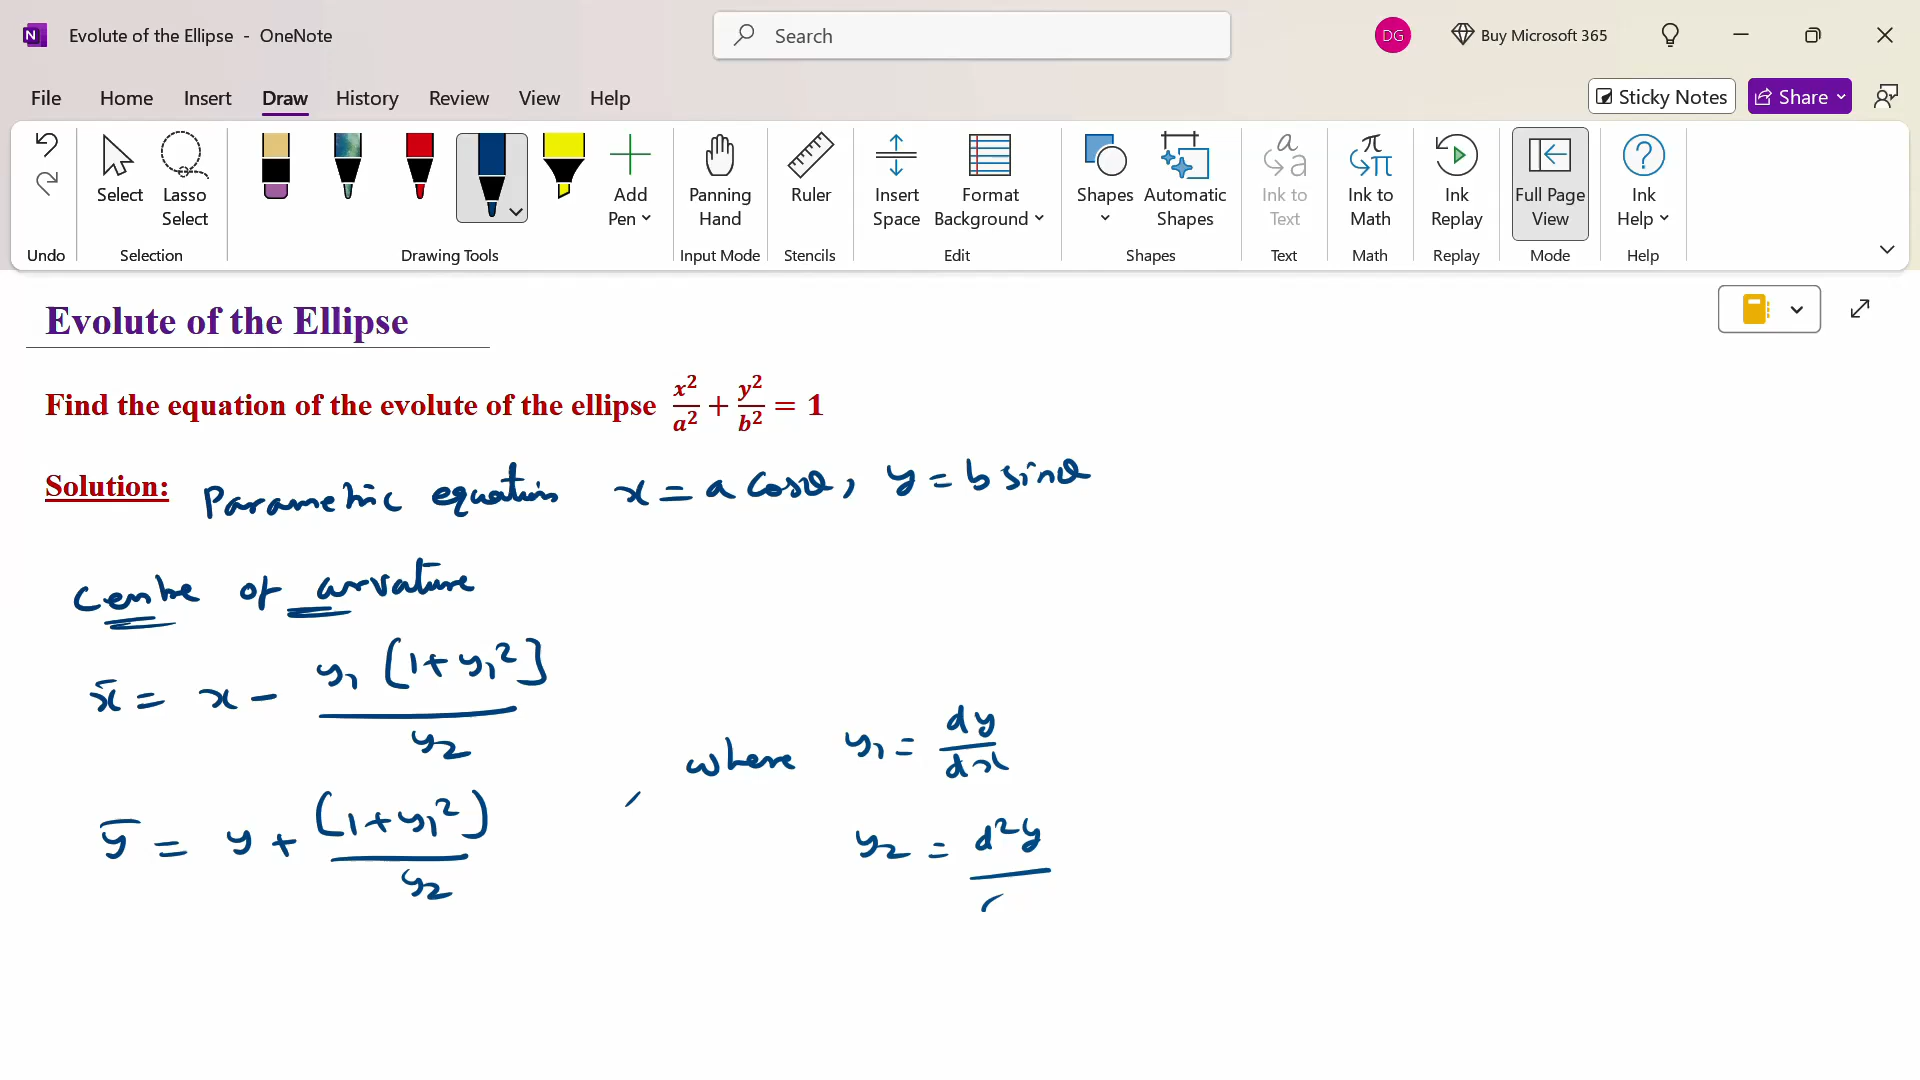 Evolute of the Ellipse - OneNote
Search
DG
Buy Microsoft 365
File Home Insert Draw History Review View Help
Sticky Notes
Share
Select
Lasso Select
Add Pen
Panning Hand
Ruler
Insert Space
Format Background
Shapes
Automatic Shapes
Ink to Text
Ink to Math
Ink Replay
Full Page View
Ink Help
Undo Selection Drawing Tools Input Mode Stencils Edit Shapes Text Math Replay Mode Help
Evolute of the Ellipse
Find the equation of the evolute of the ellipse x²/a² + y²/b² = 1
Solution: Parametric equations x = a cosθ, y = b sinθ
Centre of curvature
x̄ = x - y₁ [1+y₁²] / y₂
where y₁ = dy/dx
ȳ = y + (1+y₁²) / y₂
y₂ = d²y /